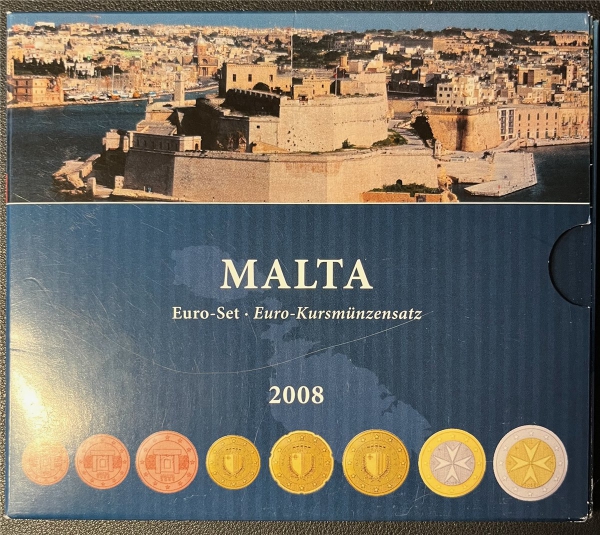 MALTA
Euro-Set · Euro-Kursmünzensatz
2008